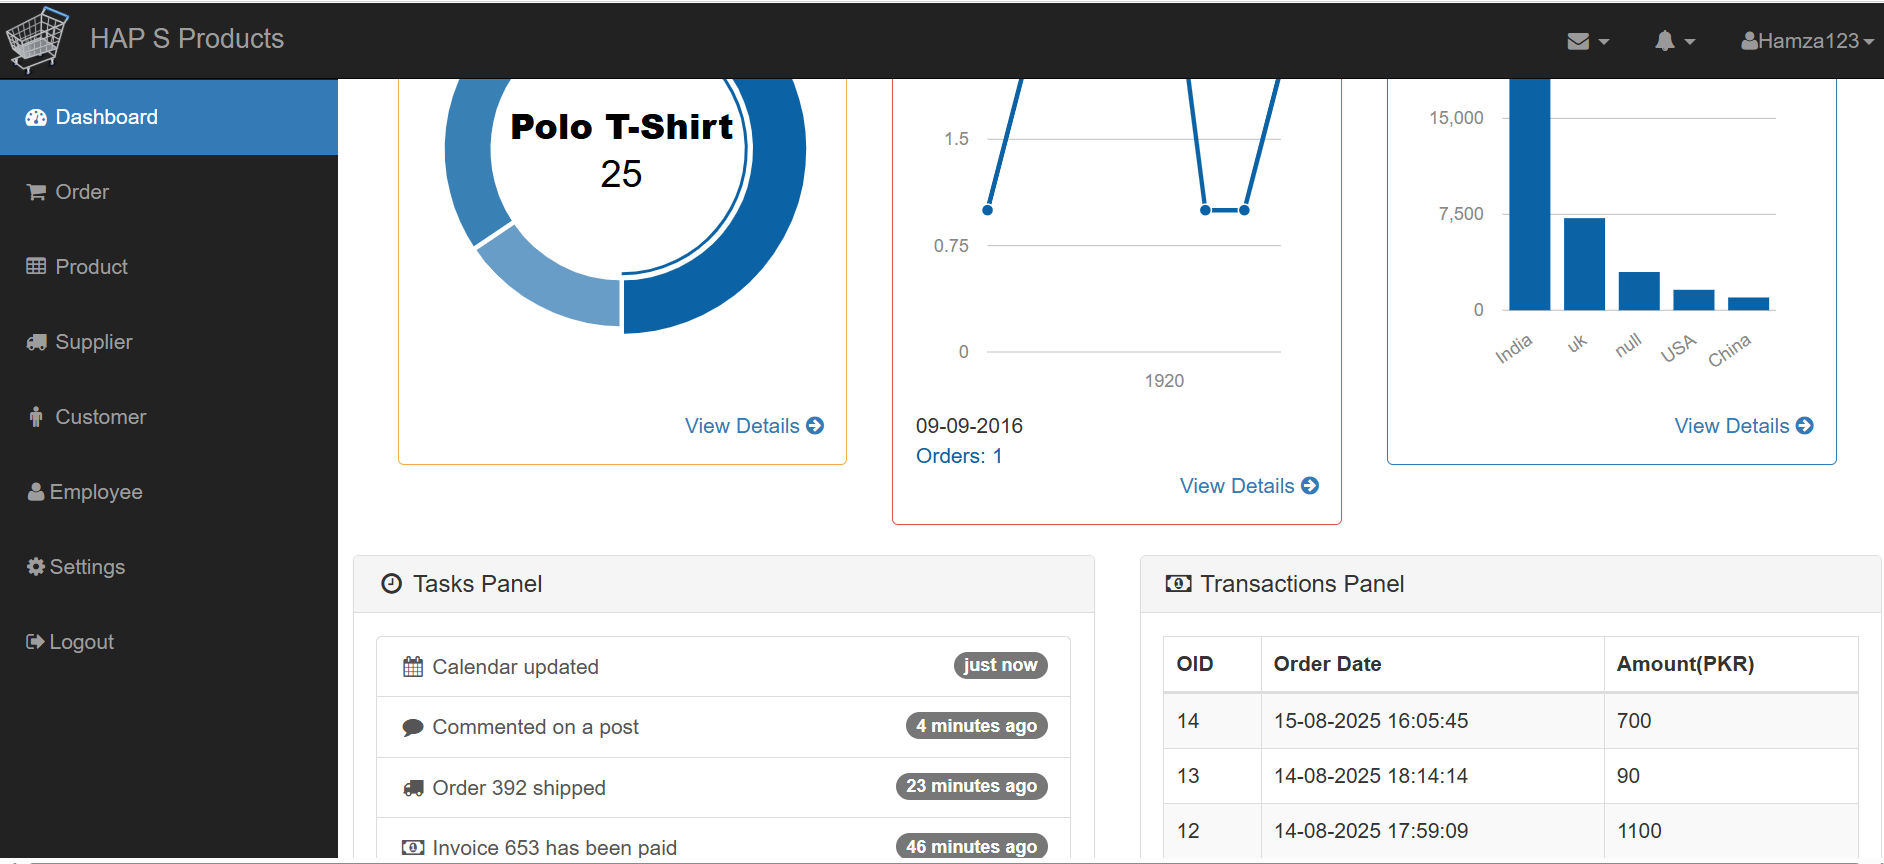 HAP S Products
Hamza123
Dashboard
Order
Product
Supplier
Customer
Employee
Settings
Logout
Polo T-Shirt
25
View Details
1.5
0.75
0
1920
09-09-2016
Orders: 1
View Details
15,000
7,500
0
India
uk
null
USA
China
View Details
Tasks Panel
Calendar updated just now
Commented on a post 4 minutes ago
Order 392 shipped 23 minutes ago
Invoice 653 has been paid 46 minutes ago
Transactions Panel
OID Order Date Amount(PKR)
14 15-08-2025 16:05:45 700
13 14-08-2025 18:14:14 90
12 14-08-2025 17:59:09 1100